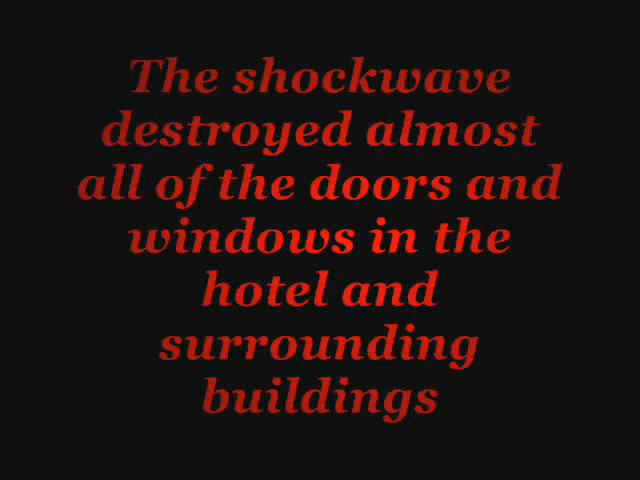 The shockwave
destroyed almost
all of the doors and
windows in the
hotel and
surrounding
buildings